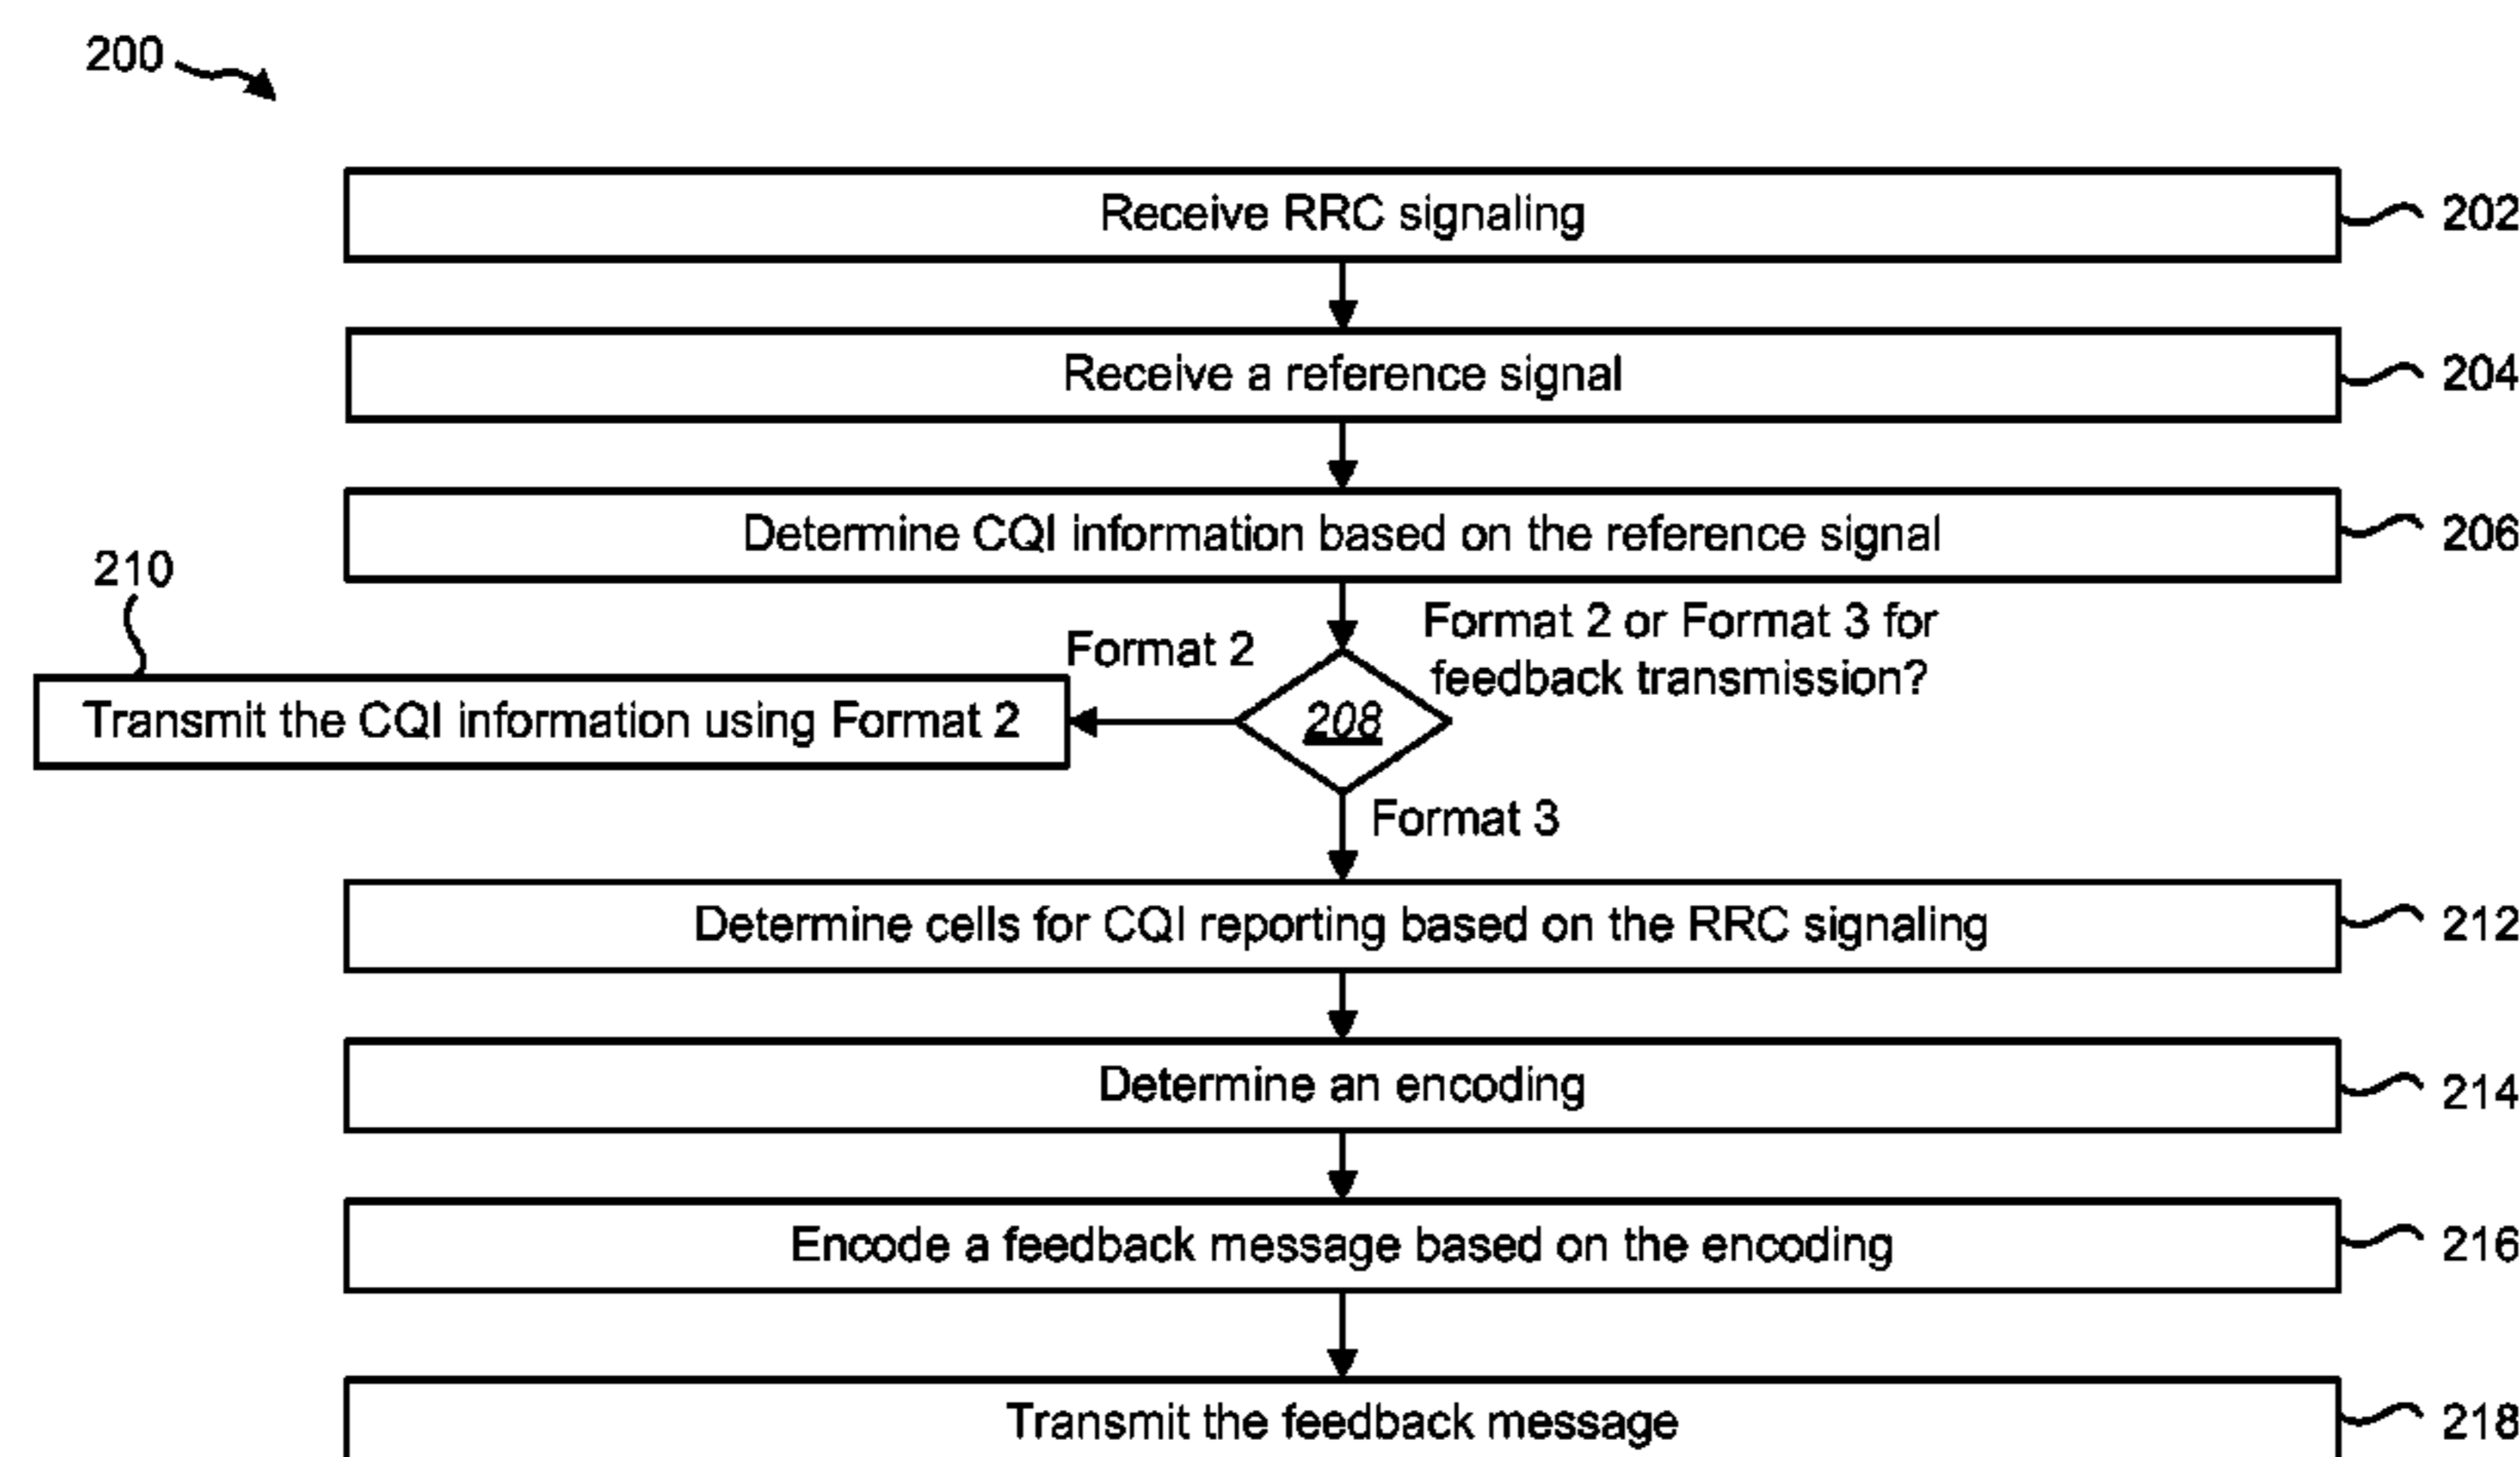 200
Receive RRC signaling
202
Receive a reference signal
204
Determine CQI information based on the reference signal
206
210
Format 2 or Format 3 for
feedback transmission?
Format 2
Transmit the CQI information using Format 2
208
Format 3
Determine cells for CQI reporting based on the RRC signaling
212
Determine an encoding
214
Encode a feedback message based on the encoding
216
Transmit the feedback message
218